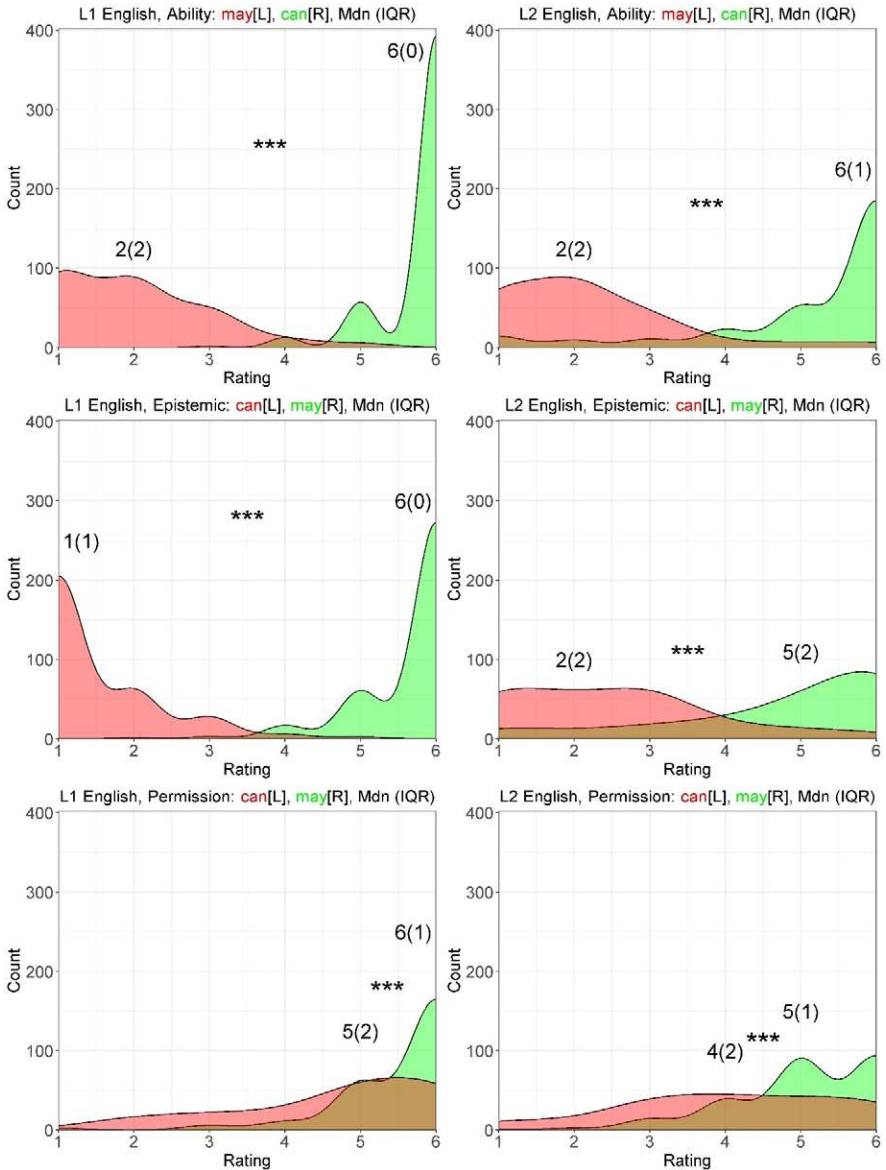 L1 English, Ability: may[L], can[R], Mdn (IQR)
400
300
200
100
0
Count
6(0)
***
2(2)
1 2 3 4 5 6
Rating
L2 English, Ability: may[L], can[R], Mdn (IQR)
400
300
200
100
0
Count
6(1)
***
2(2)
1 2 3 4 5 6
Rating
L1 English, Epistemic: can[L], may[R], Mdn (IQR)
400
300
200
100
0
Count
6(0)
***
1(1)
1 2 3 4 5 6
Rating
L2 English, Epistemic: can[L], may[R], Mdn (IQR)
400
300
200
100
0
Count
***
2(2) 5(2)
1 2 3 4 5 6
Rating
L1 English, Permission: can[L], may[R], Mdn (IQR)
400
300
200
100
0
Count
6(1)
***
5(2)
1 2 3 4 5 6
Rating
L2 English, Permission: can[L], may[R], Mdn (IQR)
400
300
200
100
0
Count
5(1)
***
4(2)
1 2 3 4 5 6
Rating